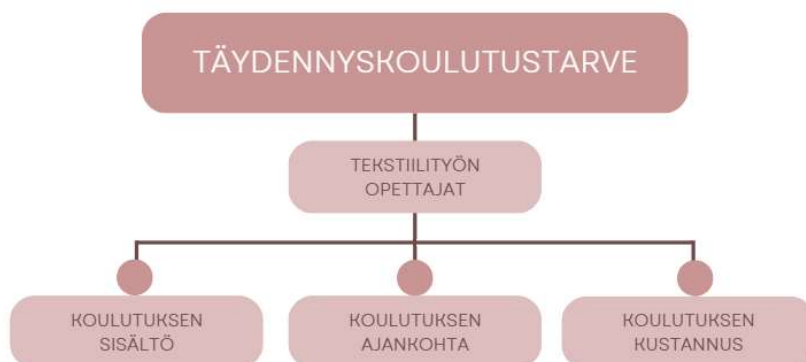 TÄYDENNYSKOULUTUSTARVE
TEKSTIILITYÖN
OPETTAJAT
KOULUTUKSEN
SISÄLTÖ
KOULUTUKSEN
AJANKOHTA
KOULUTUKSEN
KUSTANNUS